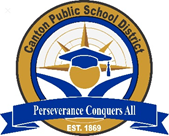 Canton Public School District
Perseverance Conquers All
EST. 1869